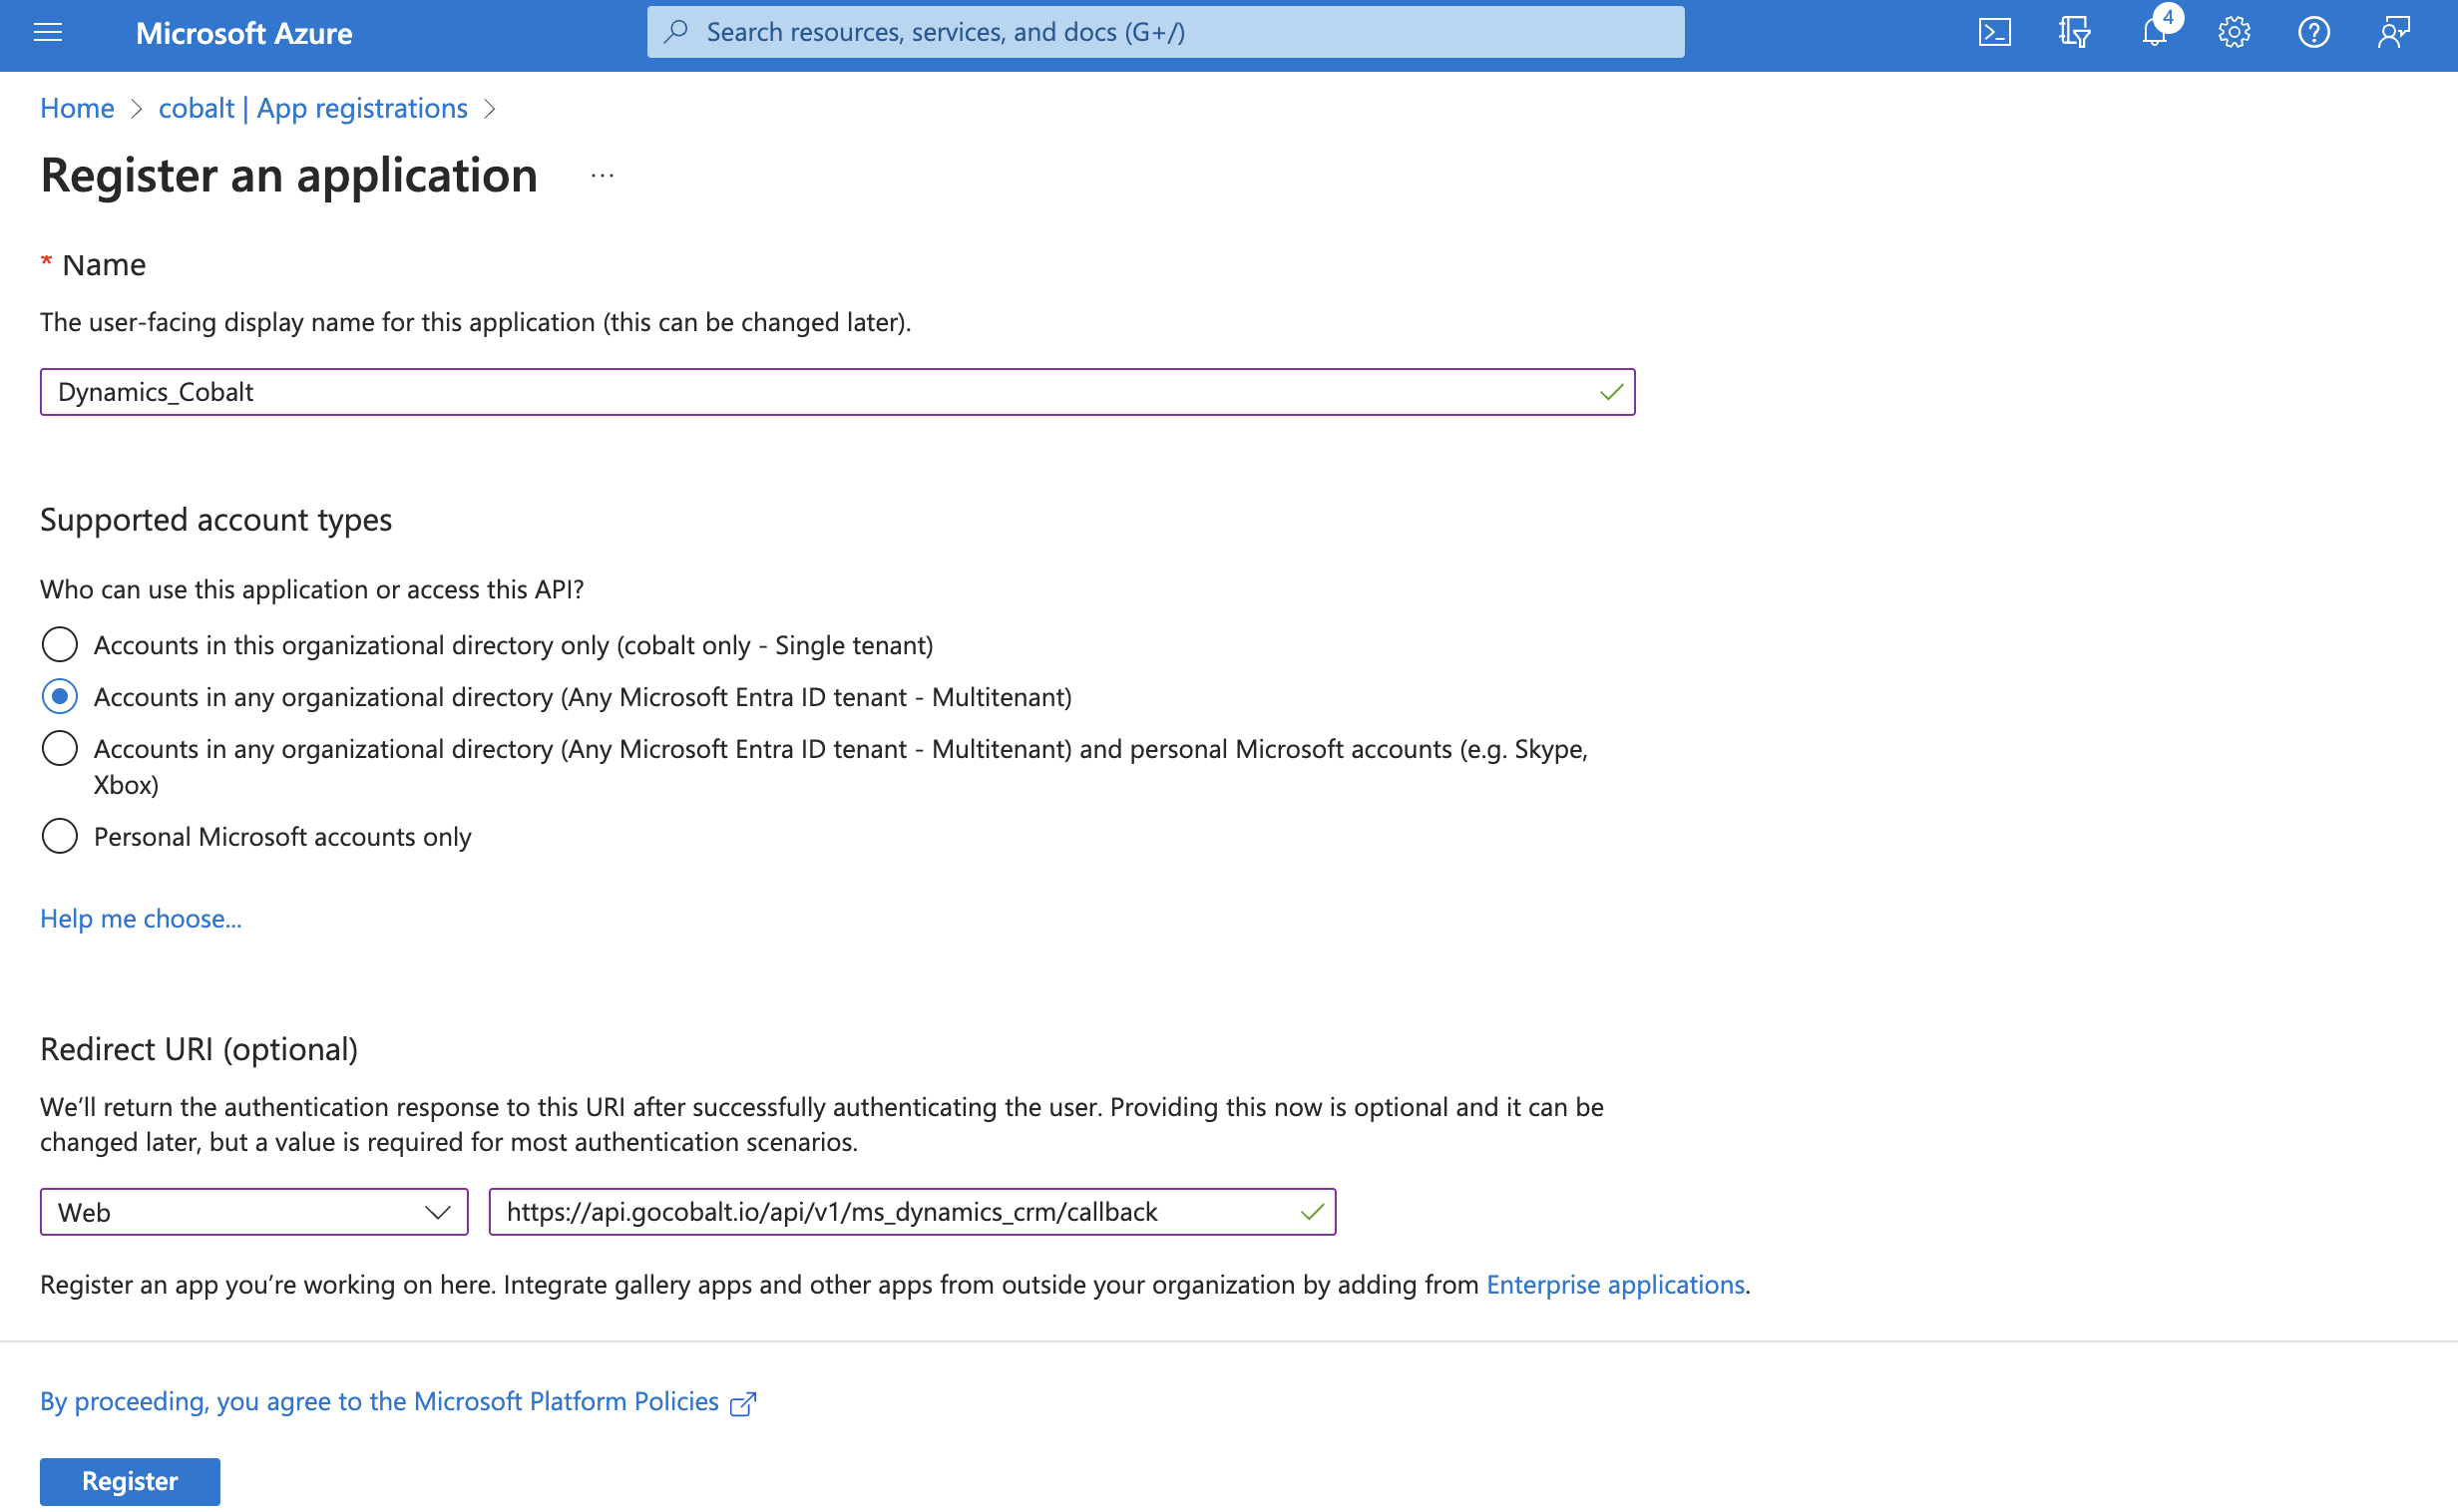 Microsoft Azure
Search resources, services, and docs (G+/)
4
Home > cobalt | App registrations >
Register an application ...
* Name
The user-facing display name for this application (this can be changed later).
Dynamics_Cobalt
Supported account types
Who can use this application or access this API?
Accounts in this organizational directory only (cobalt only - Single tenant)
Accounts in any organizational directory (Any Microsoft Entra ID tenant - Multitenant)
Accounts in any organizational directory (Any Microsoft Entra ID tenant - Multitenant) and personal Microsoft accounts (e.g. Skype,
Xbox)
Personal Microsoft accounts only
Help me choose...
Redirect URI (optional)
We’ll return the authentication response to this URI after successfully authenticating the user. Providing this now is optional and it can be
changed later, but a value is required for most authentication scenarios.
Web
https://api.gocobalt.io/api/v1/ms_dynamics_crm/callback
Register an app you’re working on here. Integrate gallery apps and other apps from outside your organization by adding from Enterprise applications.
By proceeding, you agree to the Microsoft Platform Policies
Register